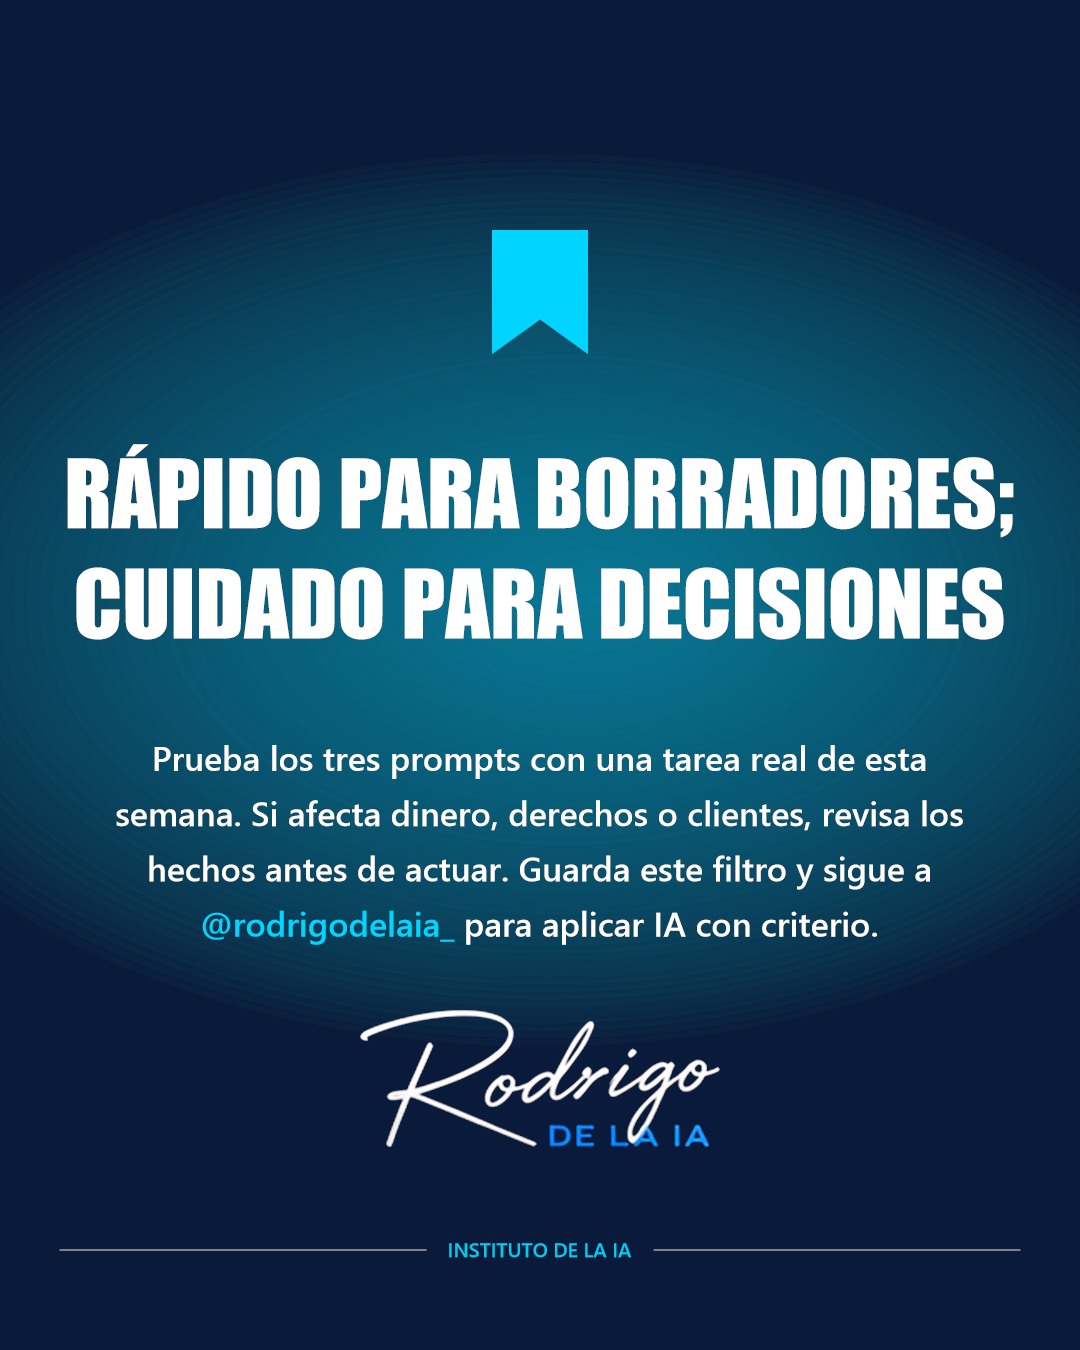 RÁPIDO PARA BORRADORES;
CUIDADO PARA DECISIONES
Prueba los tres prompts con una tarea real de esta
semana. Si afecta dinero, derechos o clientes, revisa los
hechos antes de actuar. Guarda este filtro y sigue a
@rodrigodelaia_ para aplicar IA con criterio.
Rodrigo
DE LA IA
INSTITUTO DE LA IA